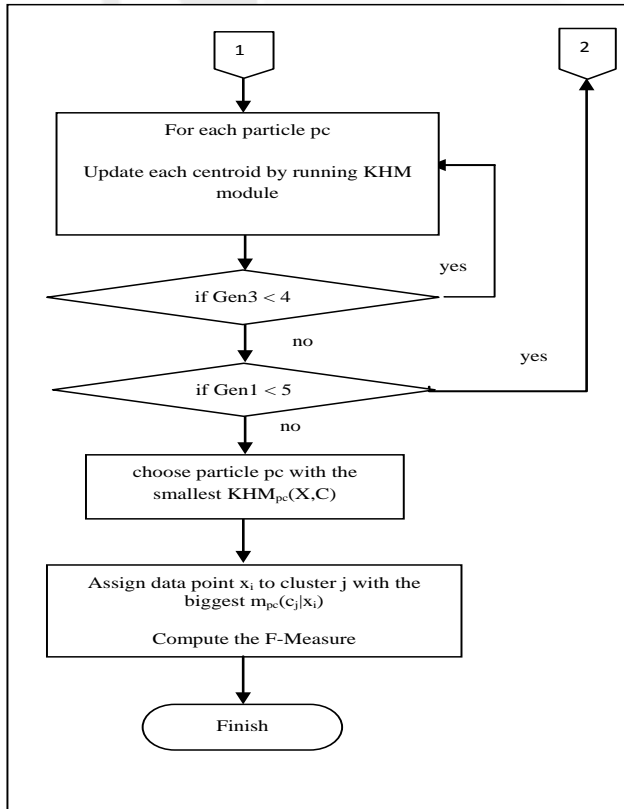 1
2
For each particle pc
Update each centroid by running KHM
module
yes
if Gen3 < 4
no
yes
if Gen1 < 5
no
choose particle pc with the
smallest KHMpc(X,C)
Assign data point xi to cluster j with the
biggest mpc(cj|xi)
Compute the F-Measure
Finish